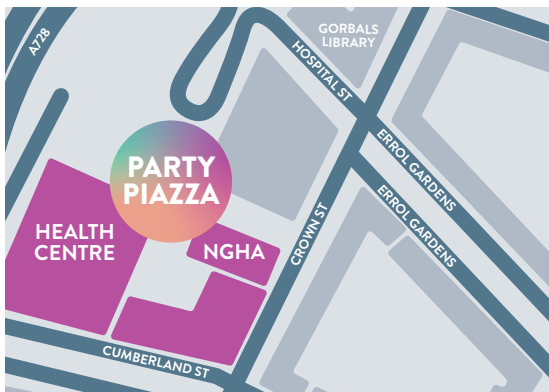 A728
GORBALS
LIBRARY
HOSPITAL ST
PARTY
PIAZZA
ERROL GARDENS
ERROL GARDENS
HEALTH
CENTRE
NGHA
CROWN ST
CUMBERLAND ST